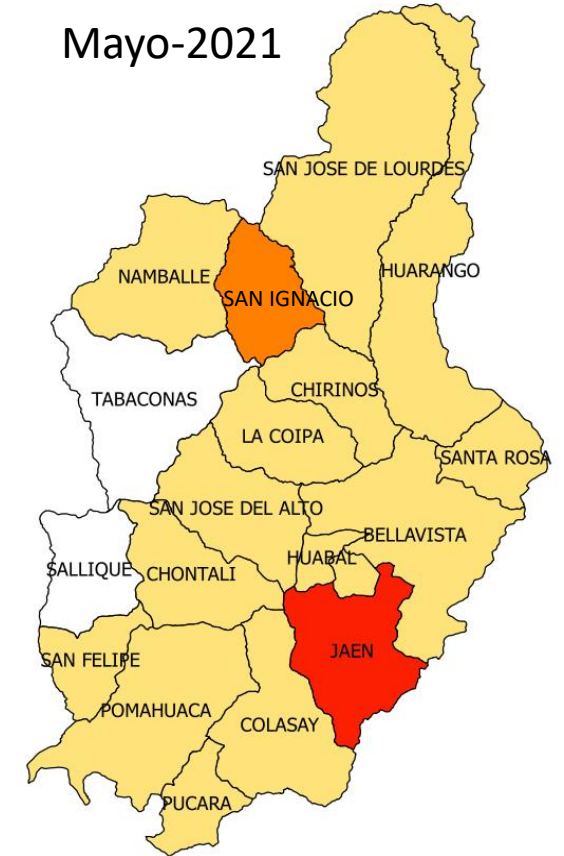 Mayo-2021
SAN JOSE DE LOURDES
HUARANGO
NAMBALLE
SAN IGNACIO
CHIRINOS
TABACONAS
LA COIPA
SANTA ROSA
SAN JOSE DEL ALTO
BELLAVISTA
HUABAL
SALLIQUE
CHONTALI
JAEN
SAN FELIPE
POMAHUACA
COLASAY
PUCARA